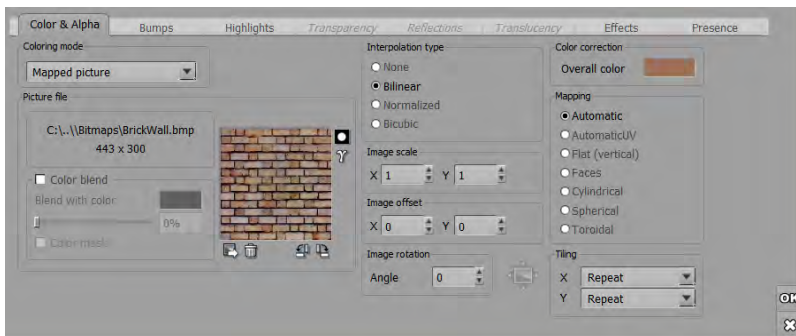 Color & Alpha Bumps Highlights Transparency Reflections Translucency Effects Presence
Coloring mode
Mapped picture
Picture file
C:\..\\Bitmaps\BrickWall.bmp
443 x 300
Color blend
Blend with color
0%
Color mask
Interpolation type
None
Bilinear
Normalized
Bicubic
Image scale
X 1 Y 1
Image offset
X 0 Y 0
Image rotation
Angle 0
Color correction
Overall color
Mapping
Automatic
AutomaticUV
Flat (vertical)
Faces
Cylindrical
Spherical
Toroidal
Tiling
X Repeat
Y Repeat
OK